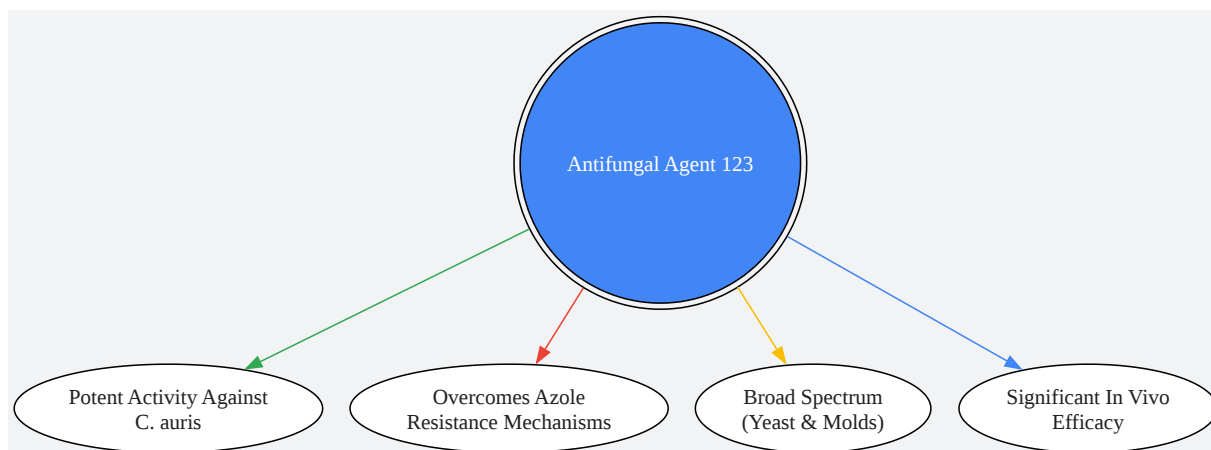 Antifungal Agent 123
Potent Activity Against
C. auris
Overcomes Azole
Resistance Mechanisms
Broad Spectrum
(Yeast & Molds)
Significant In Vivo
Efficacy